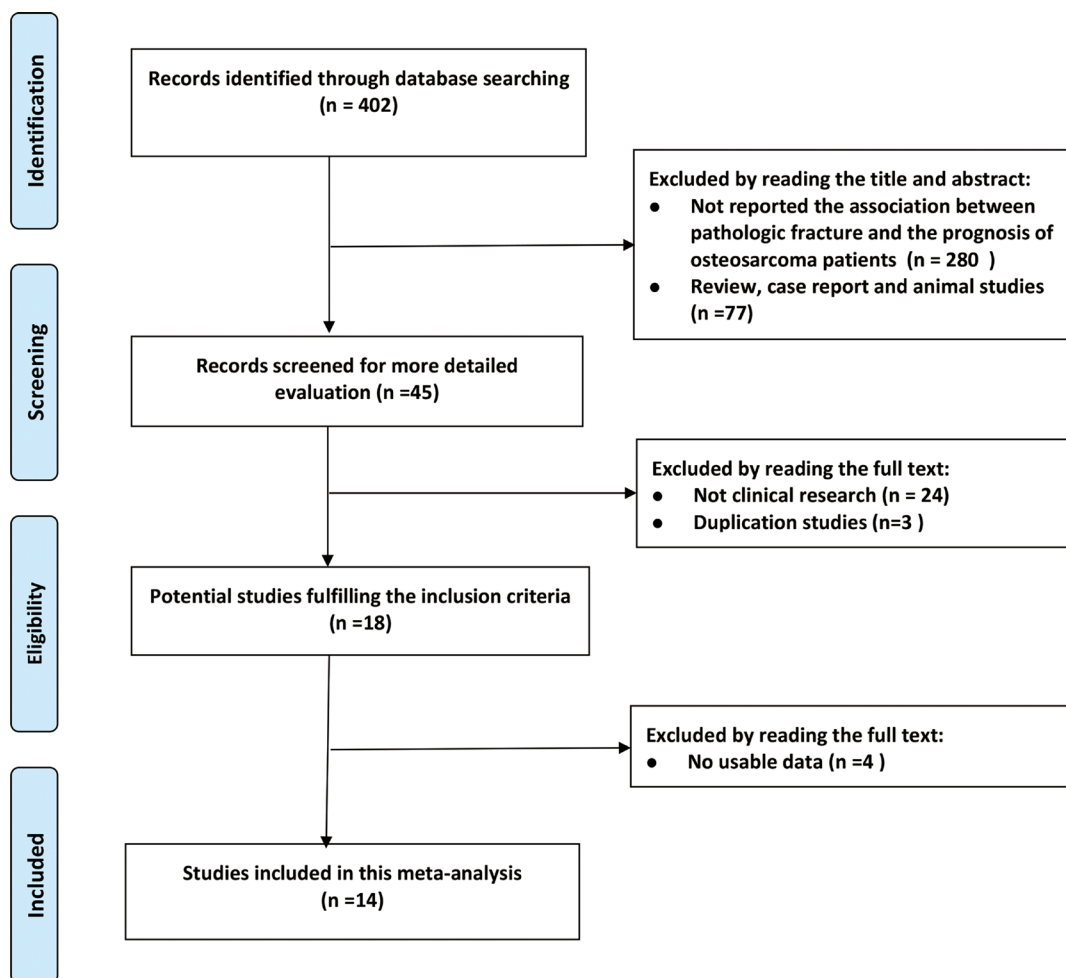 Identification
Records identified through database searching
(n = 402)
Excluded by reading the title and abstract:
● Not reported the association between
pathologic fracture and the prognosis of
osteosarcoma patients (n = 280 )
● Review, case report and animal studies
(n =77)
Screening
Records screened for more detailed
evaluation (n =45)
Excluded by reading the full text:
● Not clinical research (n = 24)
● Duplication studies (n=3 )
Eligibility
Potential studies fulfilling the inclusion criteria
(n =18)
Excluded by reading the full text:
● No usable data (n =4 )
Included
Studies included in this meta-analysis
(n =14)